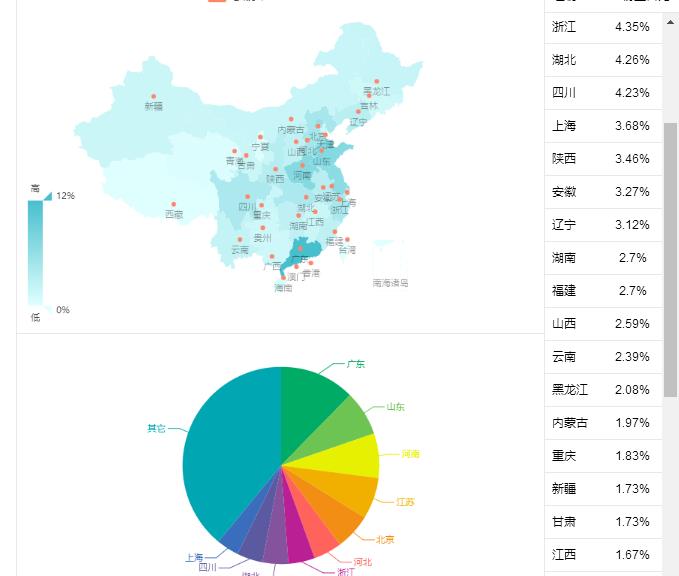 黑龙江
吉林
新疆
辽宁
内蒙古
北京
天津
宁夏
山西
河北
山东
青海
甘肃
陕西
河南
高
12%
四川
重庆
安徽
江苏
上海
西藏
湖北
浙江
湖南
江西
贵州
福建
云南
台湾
广东
广西
香港
澳门
南海诸岛
海南
0%
低
广东
山东
河南
江苏
北京
河北
浙江
湖北
四川
上海
其它
浙江 4.35%
湖北 4.26%
四川 4.23%
上海 3.68%
陕西 3.46%
安徽 3.27%
辽宁 3.12%
湖南 2.7%
福建 2.7%
山西 2.59%
云南 2.39%
黑龙江 2.08%
内蒙古 1.97%
重庆 1.83%
新疆 1.73%
甘肃 1.73%
江西 1.67%